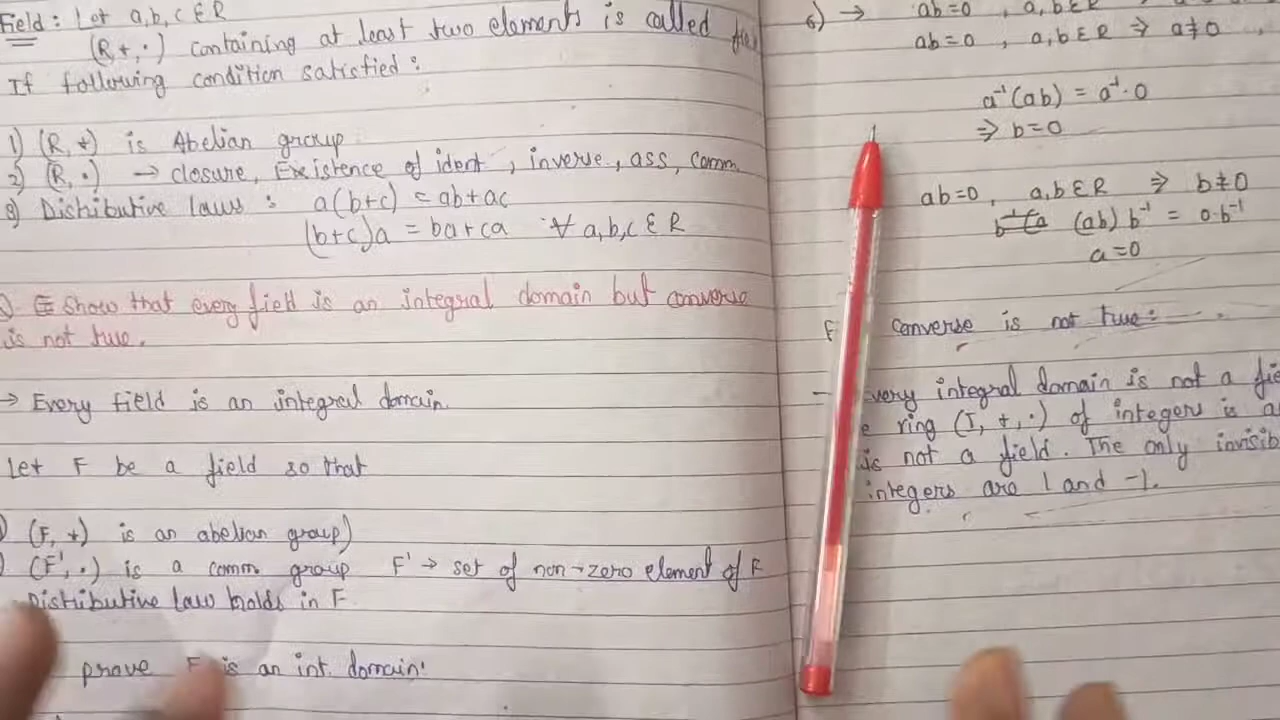 Field : Let a,b,c ∈ R
(R+,·) containing at least two elements is called
If following condition satisfied :
1) (R, +) is Abelian group
2) (R, ·) → closure, Existence of ident, inverse, ass, comm.
3) Distributive laws : a(b+c) = ab+ac
(b+c)a = ba+ca ∀ a,b,c ∈ R
Show that every field is an integral domain but converse
is not true.
→ Every field is an integral domain.
Let F be a field so that
(F, +) is an abelian group)
(F', ·) is a comm group F' → set of non-zero element of F
Distributive law holds in F.
prove F is an int. domain:
6) → ab=0 , a,b ∈ R
ab=0 , a,b ∈ R ⇒ a≠0 ,
a⁻¹(ab) = a⁻¹·0
⇒ b=0
ab=0, a,b ∈ R ⇒ b≠0
(ab) b⁻¹ = 0·b⁻¹
a=0
F converse is not true:
- Every integral domain is not a
ring (I, +, ·) of integers is
is not a field. The only
integers are 1 and -1.